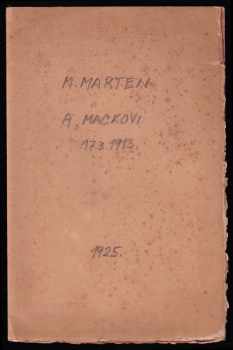 M. MARTEN
A. MACKOVI
17.3.1913.
1925.